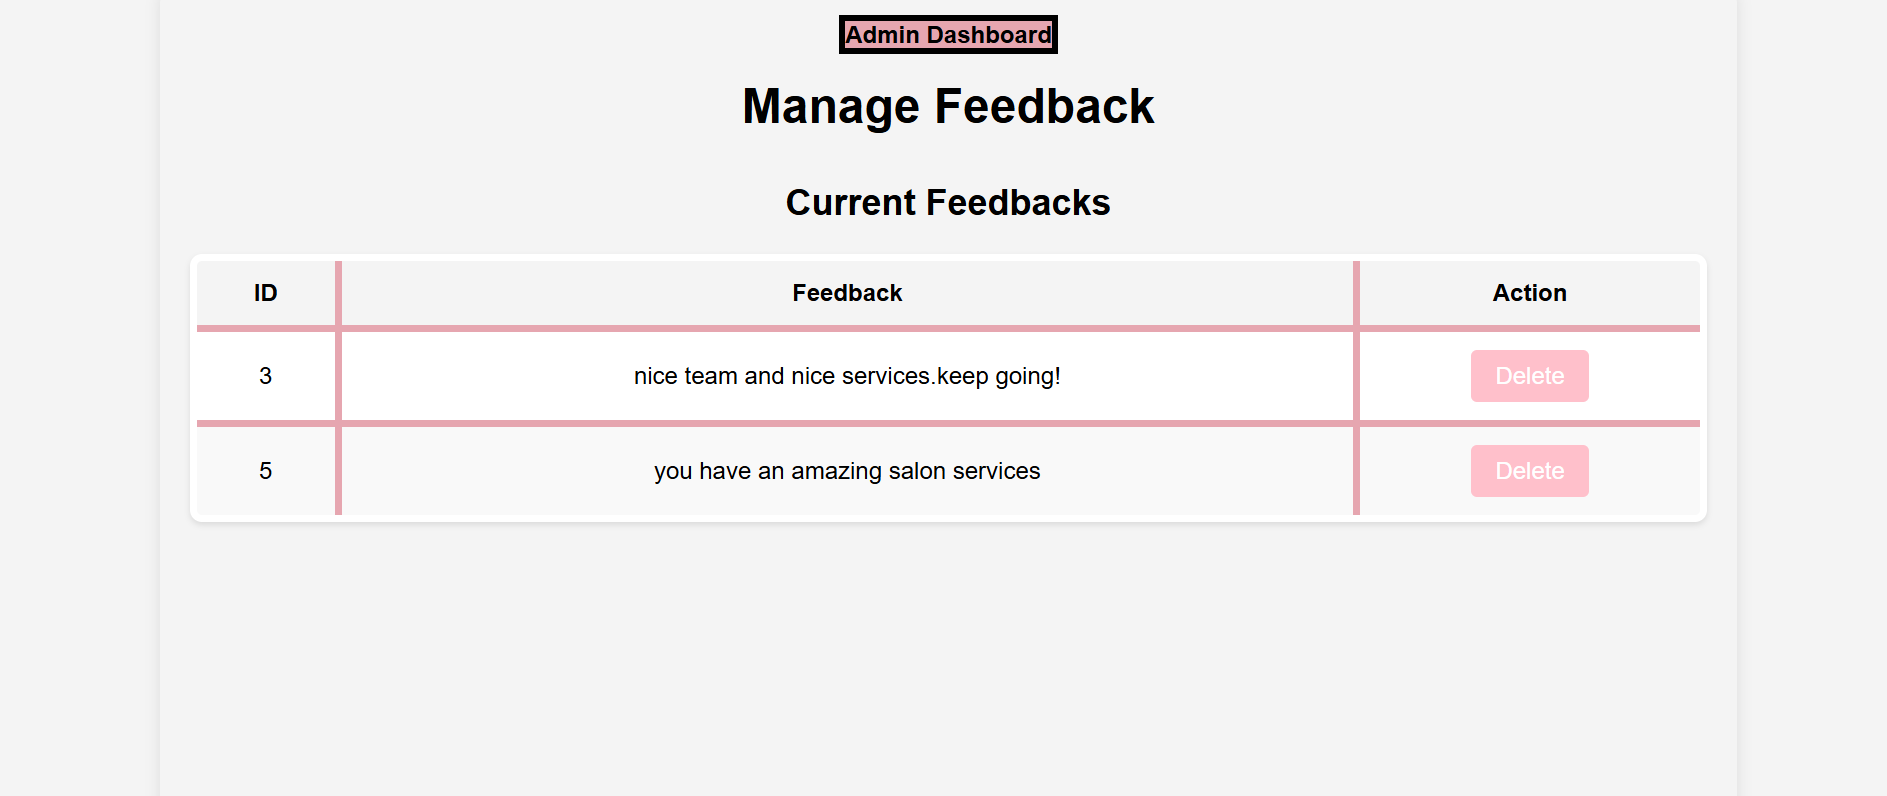 Admin Dashboard
Manage Feedback
Current Feedbacks
ID Feedback Action
3 nice team and nice services.keep going! Delete
5 you have an amazing salon services Delete